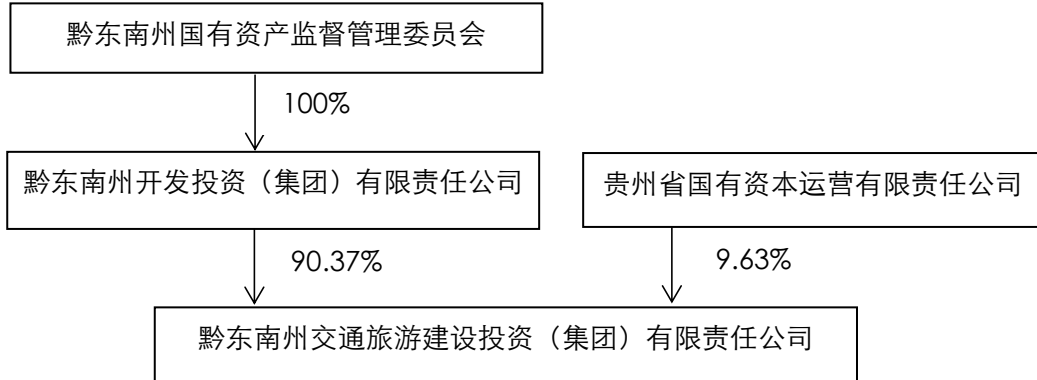 黔东南州国有资产监督管理委员会
100%
黔东南州开发投资（集团）有限责任公司
贵州省国有资本运营有限责任公司
90.37%
9.63%
黔东南州交通旅游建设投资（集团）有限责任公司